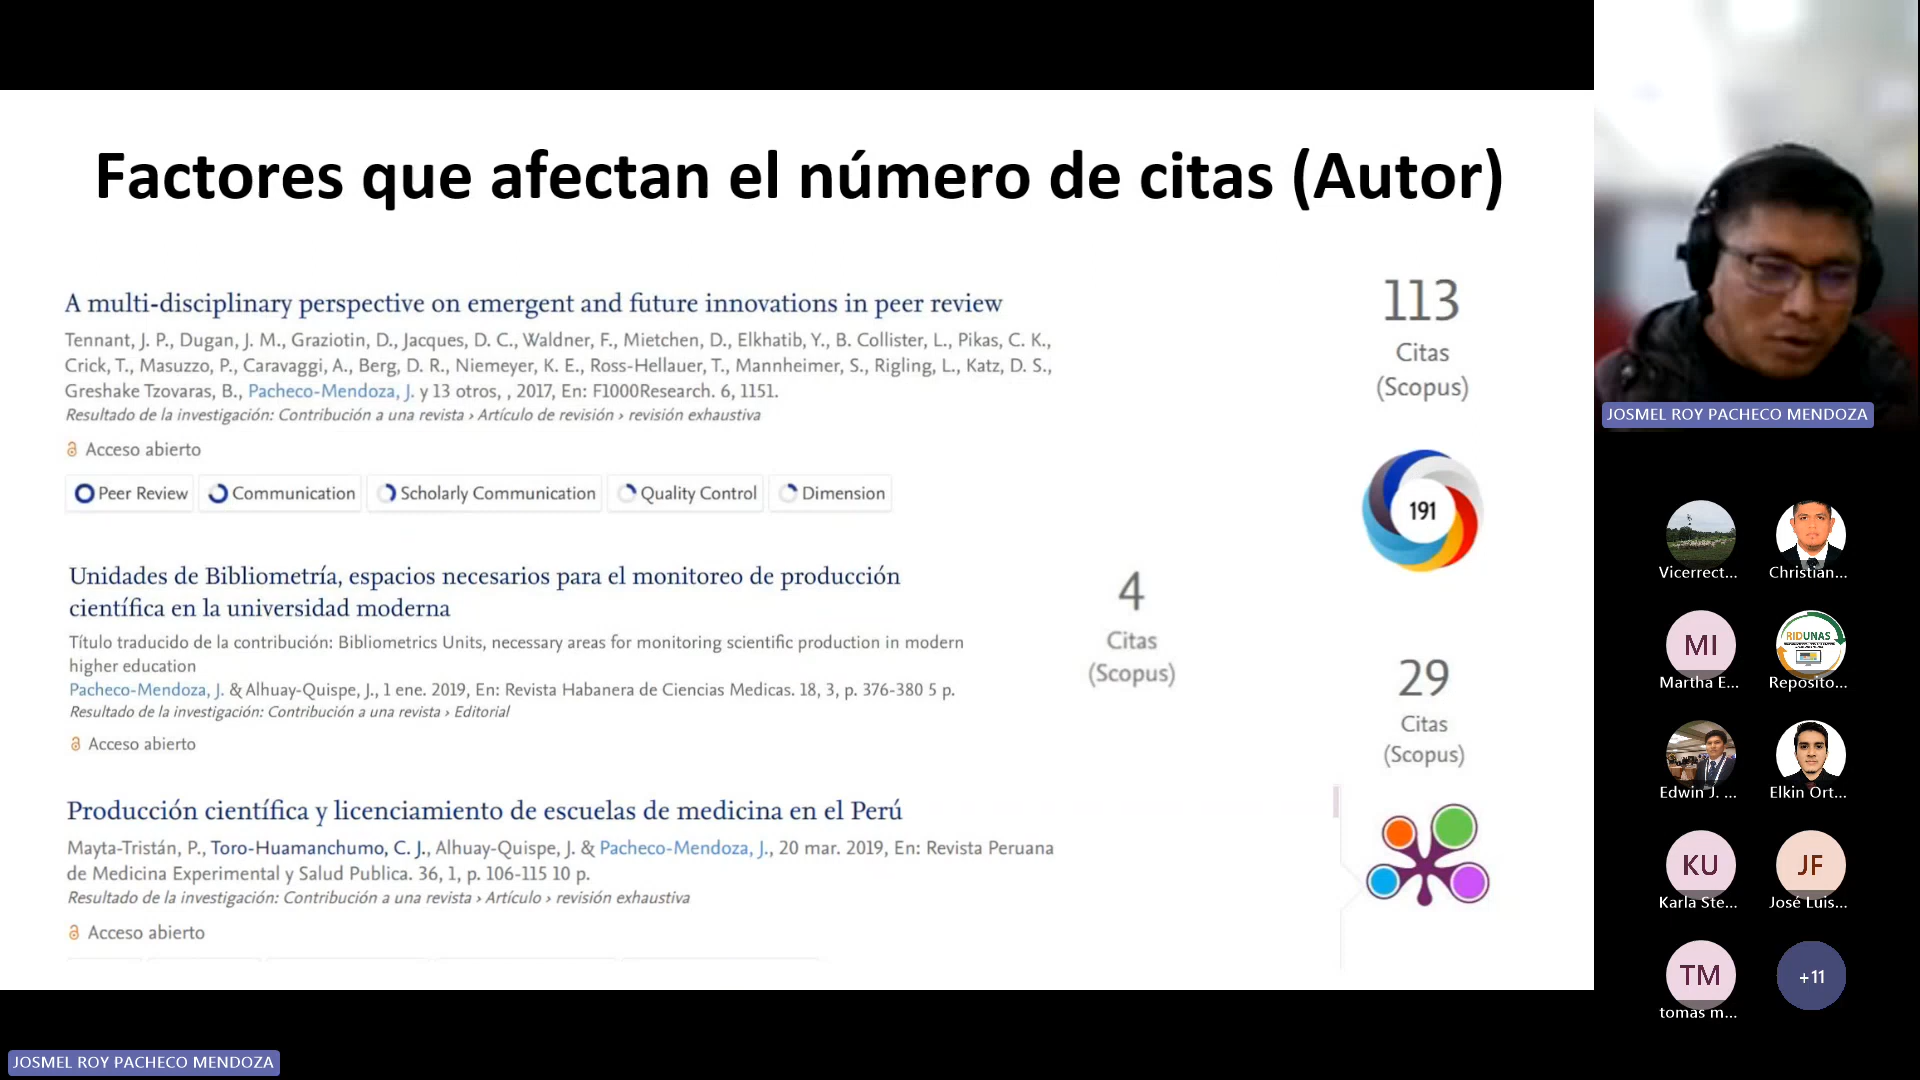 Factores que afectan el número de citas (Autor)
A multi-disciplinary perspective on emergent and future innovations in peer review
Tennant, J. P., Dugan, J. M., Graziotin, D., Jacques, D. C., Waldner, F., Mietchen, D., Elkhatib, Y., B. Collister, L., Pikas, C. K.,
Crick, T., Masuzzo, P., Caravaggi, A., Berg, D. R., Niemeyer, K. E., Ross-Hellauer, T., Mannheimer, S., Rigling, L., Katz, D. S.,
Greshake Tzovaras, B., Pacheco-Mendoza, J. y 13 otros, , 2017, En: F1000Research. 6, 1151.
Resultado de la investigación: Contribución a una revista › Artículo de revisión › revisión exhaustiva
Acceso abierto
Peer Review
Communication
Scholarly Communication
Quality Control
Dimension
113
Citas
(Scopus)
191
Unidades de Bibliometría, espacios necesarios para el monitoreo de producción
científica en la universidad moderna
Título traducido de la contribución: Bibliometrics Units, necessary areas for monitoring scientific production in modern
higher education
Pacheco-Mendoza, J. & Alhuay-Quispe, J., 1 ene. 2019, En: Revista Habanera de Ciencias Medicas. 18, 3, p. 376-380 5 p.
Resultado de la investigación: Contribución a una revista › Editorial
Acceso abierto
4
Citas
(Scopus)
29
Citas
(Scopus)
Producción científica y licenciamiento de escuelas de medicina en el Perú
Mayta-Tristán, P., Toro-Huamanchumo, C. J., Alhuay-Quispe, J. & Pacheco-Mendoza, J., 20 mar. 2019, En: Revista Peruana
de Medicina Experimental y Salud Publica. 36, 1, p. 106-115 10 p.
Resultado de la investigación: Contribución a una revista › Artículo › revisión exhaustiva
Acceso abierto
JOSMEL ROY PACHECO MENDOZA
Vicerrect...
Christian...
MI
Martha E...
RIDUNAS
Reposito...
Edwin J. ...
Elkin Ort...
KU
Karla Ste...
JF
José Luis...
TM
tomas m...
+11
JOSMEL ROY PACHECO MENDOZA